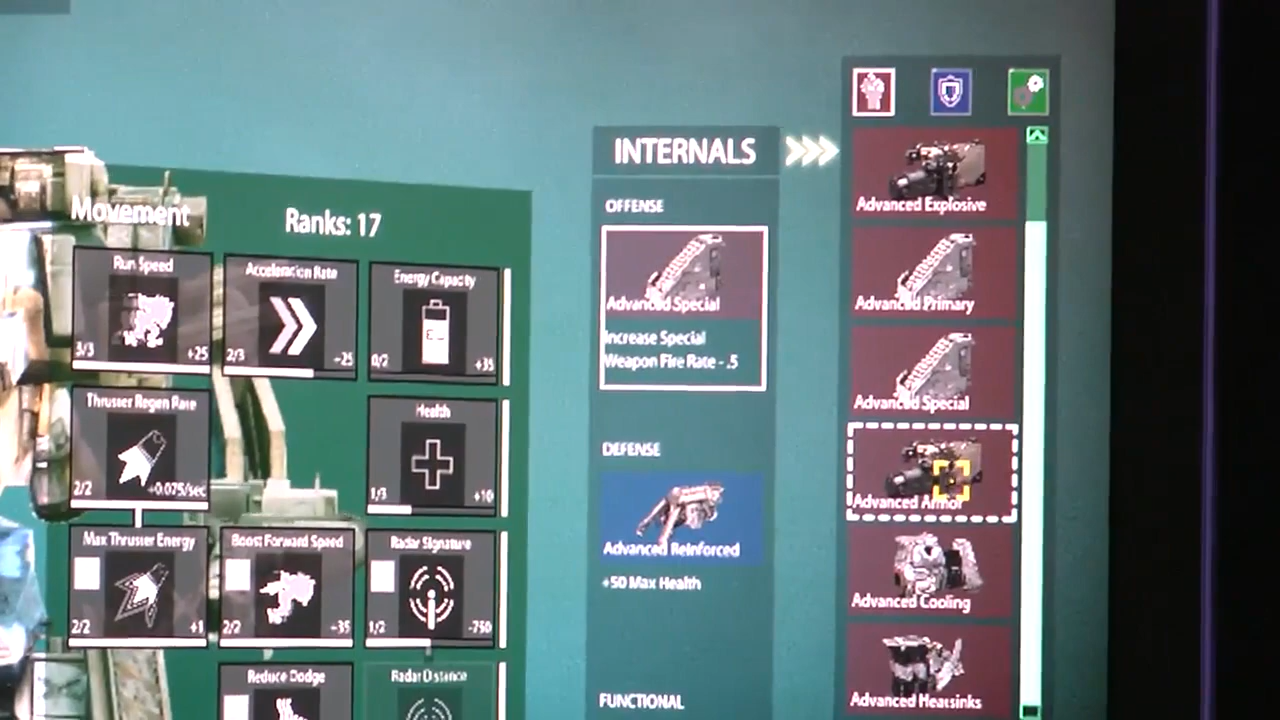 Movement
Ranks: 17
Run Speed
3/3
+25
Acceleration Rate
2/3
-25
Energy Capacity
0/2
+35
Thruster Regen Rate
2/2
+0.075/sec
Health
1/3
+10
Max Thruster Energy
2/2
+1
Boost Forward Speed
2/2
-35
Radar Signature
1/2
-750
Reduce Dodge
Radar Distance
INTERNALS
OFFENSE
Advanced Special
Increase Special
Weapon Fire Rate - .5
DEFENSE
Advanced Reinforced
+50 Max Health
FUNCTIONAL
Advanced Explosive
Advanced Primary
Advanced Special
Advanced Armor
Advanced Cooling
Advanced Heatsinks